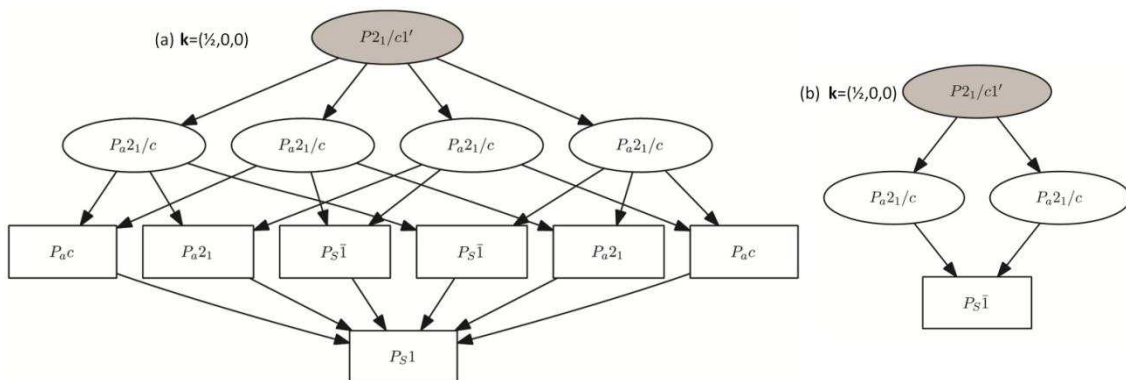 (a) k=(½,0,0)
P2₁/c1′
P_a2₁/c
P_a2₁/c
P_a2₁/c
P_a2₁/c
P_ac
P_a2₁
P_S1̄
P_S1̄
P_a2₁
P_ac
P_S1
(b) k=(½,0,0)
P2₁/c1′
P_a2₁/c
P_a2₁/c
P_S1̄